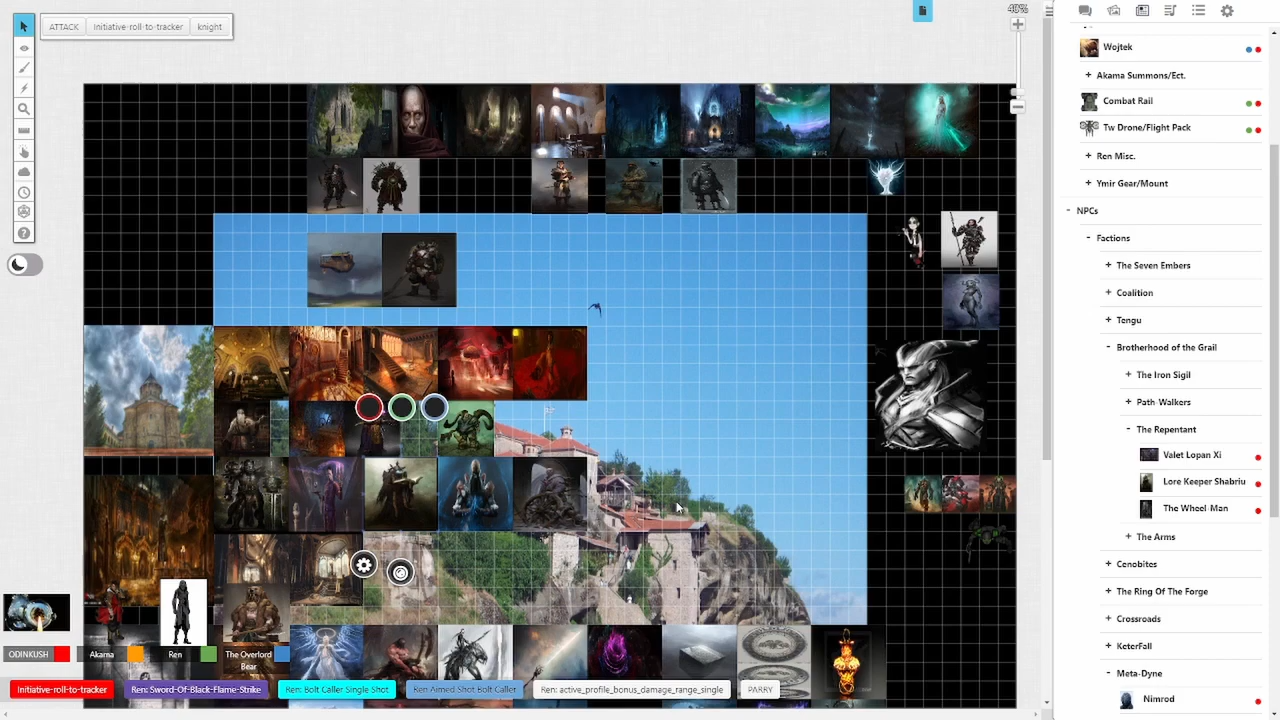 ATTACK Initiative-roll-to-tracker knight
Wojtek
+ Akama Summons/Ect.
Combat Rail
Tw Drone/Flight Pack
+ Ren Misc.
+ Ymir Gear/Mount
- NPCs
- Factions
+ The Seven Embers
+ Coalition
+ Tengu
- Brotherhood of the Grail
+ The Iron Sigil
+ Path-Walkers
- The Repentant
Valet Lopan Xi
Lore Keeper Shabriu
The Wheel-Man
+ The Arms
+ Cenobites
+ The Ring Of The Forge
+ Crossroads
+ KeterFall
- Meta-Dyne
Nimrod
ODINKUSH
Akama
Ren
The Overlord
Bear
Initiative-roll-to-tracker
Ren: Sword-Of-Black-Flame-Strike
Ren: Bolt Caller Single Shot
Ren Aimed Shot Bolt Caller
Ren: active_profile_bonus_damage_range_single
PARRY